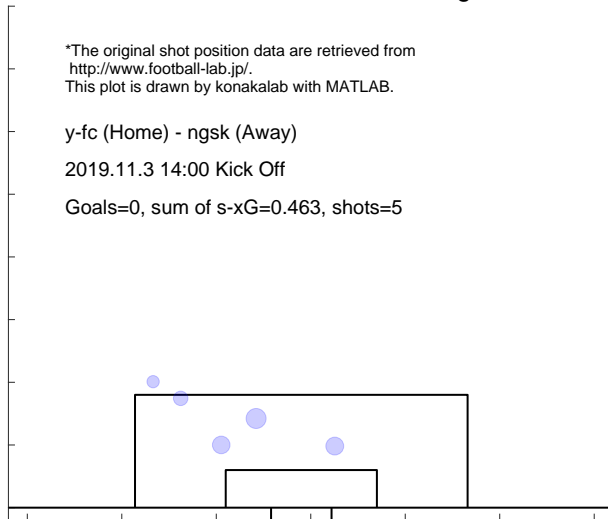 *The original shot position data are retrieved from
http://www.football-lab.jp/.
This plot is drawn by konakalab with MATLAB.
y-fc (Home) - ngsk (Away)
2019.11.3 14:00 Kick Off
Goals=0, sum of s-xG=0.463, shots=5